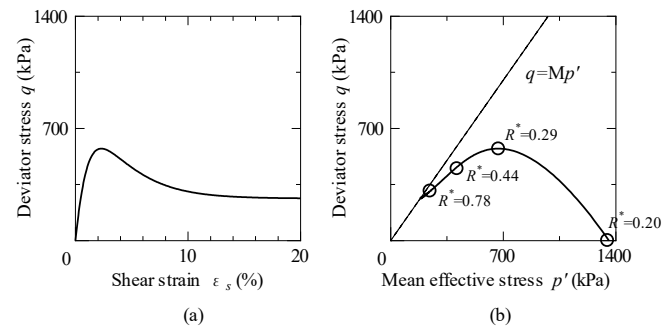 1400
700
0
Deviator stress q (kPa)
0
10
20
Shear strain ε s (%)
(a)
1400
700
0
Deviator stress q (kPa)
q=Mp′
R*=0.29
R*=0.44
R*=0.78
R*=0.20
700
1400
Mean effective stress p′ (kPa)
(b)